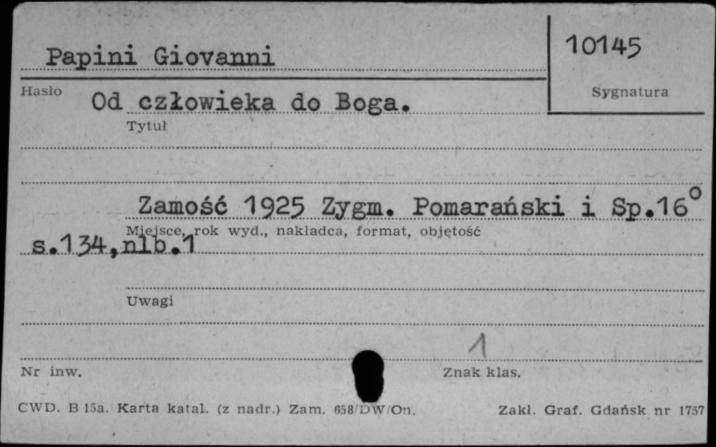 Papini Giovanni
10145
Hasło
Sygnatura
Od człowieka do Boga.
Tytuł
Zamość 1925 Zygm. Pomarański i Sp.16°
Miejsce, rok wyd., nakładca, format, objętość
s.134,nlb.1
Uwagi
1
Nr inw.
Znak klas.
CWD. B 15a. Karta katal. (z nadr.) Zam. 658/DW/On.
Zakł. Graf. Gdańsk nr 1757